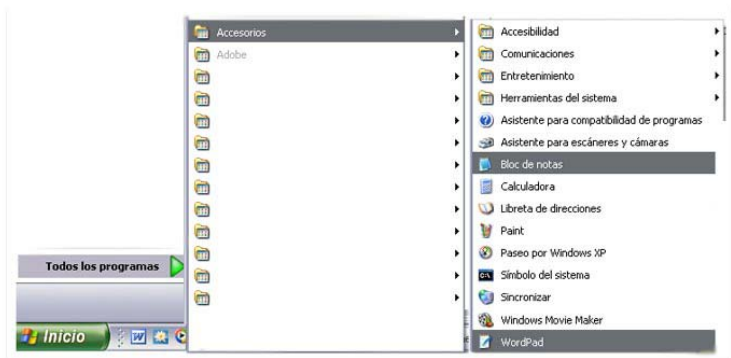 Accesorios
Adobe
Accesibilidad
Comunicaciones
Entretenimiento
Herramientas del sistema
Asistente para compatibilidad de programas
Asistente para escáneres y cámaras
Bloc de notas
Calculadora
Libreta de direcciones
Paint
Paseo por Windows XP
Símbolo del sistema
Sincronizar
Windows Movie Maker
WordPad
Todos los programas
Inicio